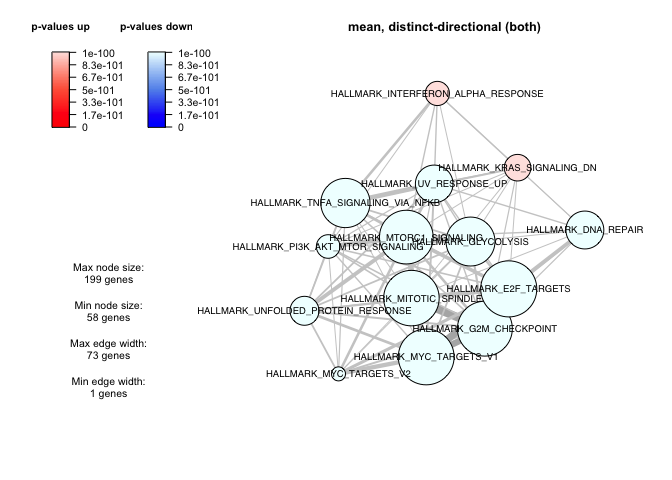 p-values up
p-values down
mean, distinct-directional (both)
1e-100
8.3e-101
6.7e-101
5e-101
3.3e-101
1.7e-101
0
1e-100
8.3e-101
6.7e-101
5e-101
3.3e-101
1.7e-101
0
HALLMARK_INTERFERON_ALPHA_RESPONSE
HALLMARK_KRAS_SIGNALING_DN
HALLMARK_UV_RESPONSE_UP
HALLMARK_TNFA_SIGNALING_VIA_NFKB
HALLMARK_DNA_REPAIR
HALLMARK_MTORC1_SIGNALING
HALLMARK_GLYCOLYSIS
HALLMARK_PI3K_AKT_MTOR_SIGNALING
HALLMARK_E2F_TARGETS
HALLMARK_MITOTIC_SPINDLE
HALLMARK_UNFOLDED_PROTEIN_RESPONSE
HALLMARK_G2M_CHECKPOINT
HALLMARK_MYC_TARGETS_V1
HALLMARK_MYC_TARGETS_V2
Max node size:
199 genes
Min node size:
58 genes
Max edge width:
73 genes
Min edge width:
1 genes